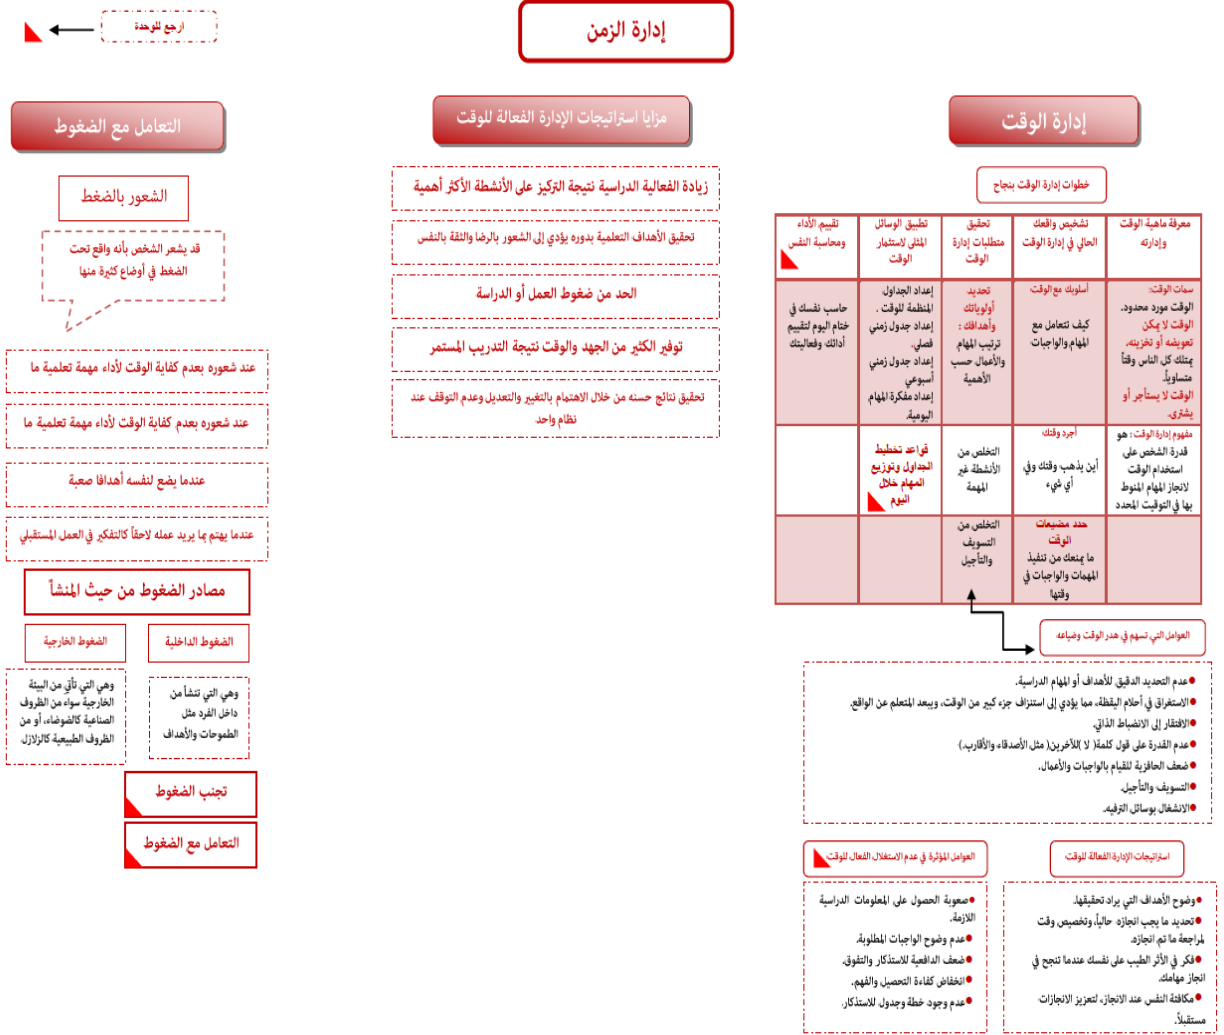 إدارة الزمن
ارجع للوحدة
إدارة الوقت
خطوات إدارة الوقت بنجاح
معرفة ماهية الوقت
وإدارته
تشخيص واقعك
الحالي في إدارة الوقت
تحقيق
متطلبات إدارة
الوقت
تطبيق الوسائل
المثلى لاستثمار
الوقت
تقييم الأداء
ومحاسبة النفس
سمات الوقت:
الوقت مورد محدود.
الوقت لا يمكن
تعويضه أو تخزينه.
يمتلك كل الناس وقتاً
متساوياً.
الوقت لا يستأجر أو
يشترى.
أسلوبك مع الوقت:
كيف نتعامل مع
المهام والواجبات
تحديد
أولوياتك
وأهدافك :
ترتيب المهام
والأعمال حسب
الأهمية
إعداد الجداول
المنظمة للوقت .
إعداد جدول زمني
فصلي.
إعداد جدول زمني
أسبوعي
إعداد مفكرة المهام
اليومية.
حاسب نفسك في
ختام اليوم لتقييم
أدائك وفعاليتك
مفهوم إدارة الوقت : هو
قدرة الشخص على
استخدام الوقت
لانجاز المهام المنوط
بها في التوقيت المحدد
أجرد وقتك
أين يذهب وقتك وفي
أي شيء
التخلص من
الأنشطة غير
المهمة
قواعد تخطيط
الجداول وتوزيع
المهام خلال
اليوم
حدد مضيعات
الوقت
ما يمنعك من تنفيذ
المهمات والواجبات في
وقتها
التخلص من
التسويف
والتأجيل
العوامل التي تسهم في هدر الوقت وضياعه
●عدم التحديد الدقيق للأهداف أو المهام الدراسية.
●الاستغراق في أحلام اليقظة، مما يؤدي إلى استنزاف جزء كبير من الوقت، ويبعد المتعلم عن الواقع.
●الافتقار إلى الانضباط الذاتي.
●عدم القدرة على قول كلمة( لا )للآخرين( مثل الأصدقاء والأقارب.)
●ضعف الحافزية للقيام بالواجبات والأعمال.
●التسويف والتأجيل.
●الانشغال بوسائل الترفيه.
استراتيجات الإدارة الفعالة للوقت
●وضوح الأهداف التي يراد تحقيقها.
●تحديد ما يجب انجازه حالياً، وتخصيص وقت
لمراجعة ما تم انجازه.
●فكر في الأثر الطيب على نفسك عندما تنجح في
انجاز مهامك.
●مكافئة النفس عند الانجاز، لتعزيز الانجازات
مستقبلاً.
العوامل المؤثرة في عدم الاستغلال الفعال للوقت
●صعوبة الحصول على المعلومات الدراسية
اللازمة.
●عدم وضوح الواجبات المطلوبة.
●ضعف الدافعية للاستذكار والتفوق.
●انخفاض كفاءة التحصيل والفهم.
●عدم وجود خطة وجدول للاستذكار.
مزايا استراتيجات الإدارة الفعالة للوقت
زيادة الفعالية الدراسية نتيجة التركيز على الأنشطة الأكثر أهمية
تحقيق الأهداف التعلمية بدوره يؤدي إلى الشعور بالرضا والثقة بالنفس
الحد من ضغوط العمل أو الدراسة
توفير الكثير من الجهد والوقت نتيجة التدريب المستمر
تحقيق نتائج حسنه من خلال الاهتمام بالتغيير والتعديل وعدم التوقف عند
نظام واحد
التعامل مع الضغوط
الشعور بالضغط
قد يشعر الشخص بأنه واقع تحت
الضغط في أوضاع كثيرة منها
عند شعوره بعدم كفاية الوقت لأداء مهمة تعلمية ما
عند شعوره بعدم كفاية الوقت لأداء مهمة تعلمية ما
عندما يضع لنفسه أهدافا صعبة
عندما يهتم بما يريد عمله لاحقاً كالتفكير في العمل المستقبلي
مصادر الضغوط من حيث المنشأ
الضغوط الداخلية
وهي التي تنشأ من
داخل الفرد مثل
الطموحات والأهداف
الضغوط الخارجية
وهي التي تأتي من البيئة
الخارجية سواء من الظروف
الصناعية كالضوضاء، أو من
الظروف الطبيعية كالزلازل.
تجنب الضغوط
التعامل مع الضغوط